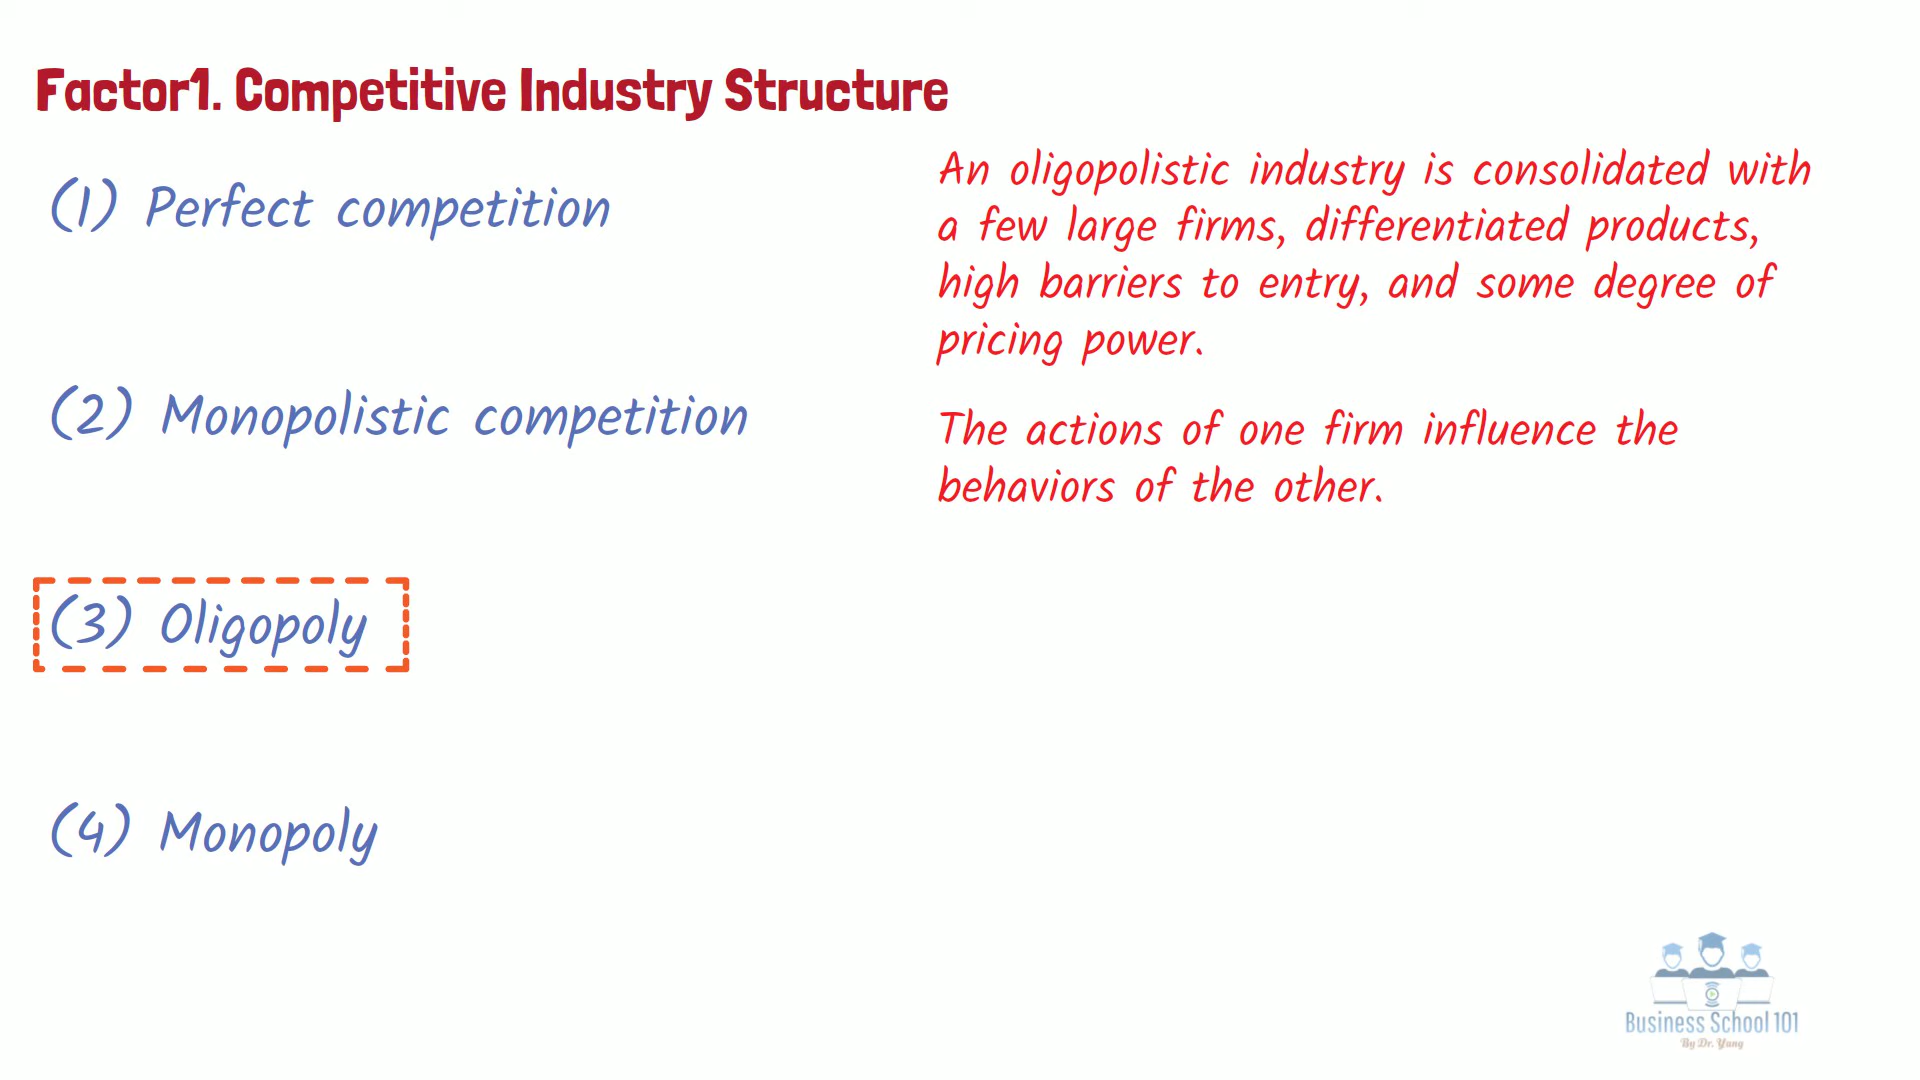 Factor1. Competitive Industry Structure
(1) Perfect competition
(2) Monopolistic competition
(3) Oligopoly
(4) Monopoly
An oligopolistic industry is consolidated with
a few large firms, differentiated products,
high barriers to entry, and some degree of
pricing power.
The actions of one firm influence the
behaviors of the other.
Business School 101
By Dr. Yang